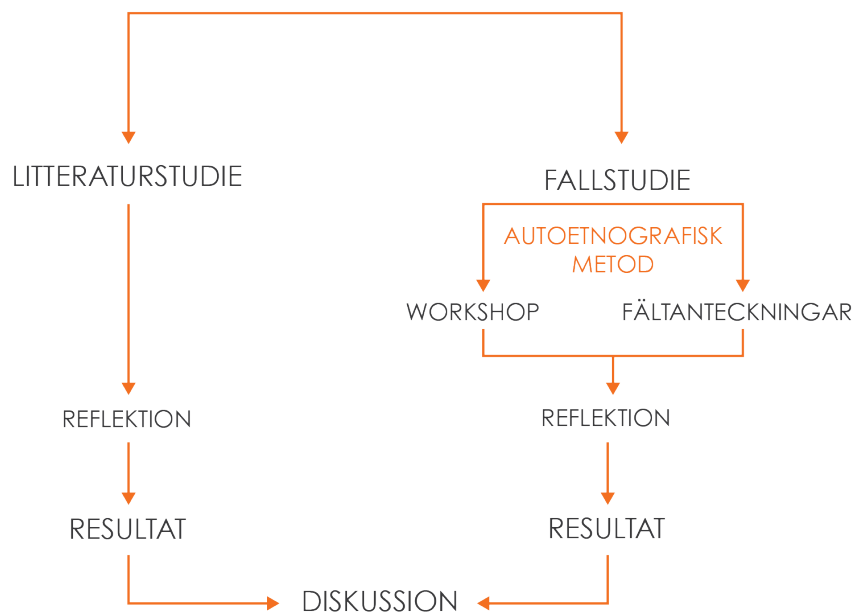 LITTERATURSTUDIE
FALLSTUDIE
AUTOETNOGRAFISK
METOD
WORKSHOP
FÄLTANTECKNINGAR
REFLEKTION
REFLEKTION
RESULTAT
RESULTAT
DISKUSSION